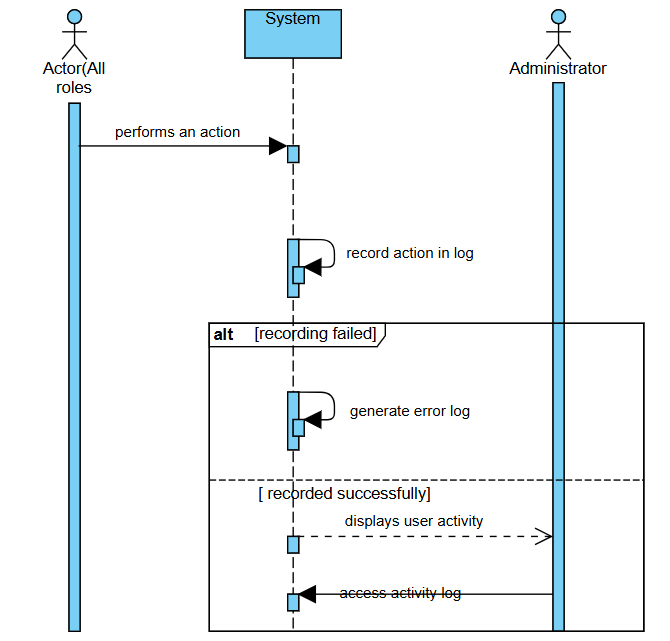 System
Actor(All
roles
Administrator
performs an action
record action in log
alt [recording failed]
generate error log
[ recorded successfully]
displays user activity
access activity log